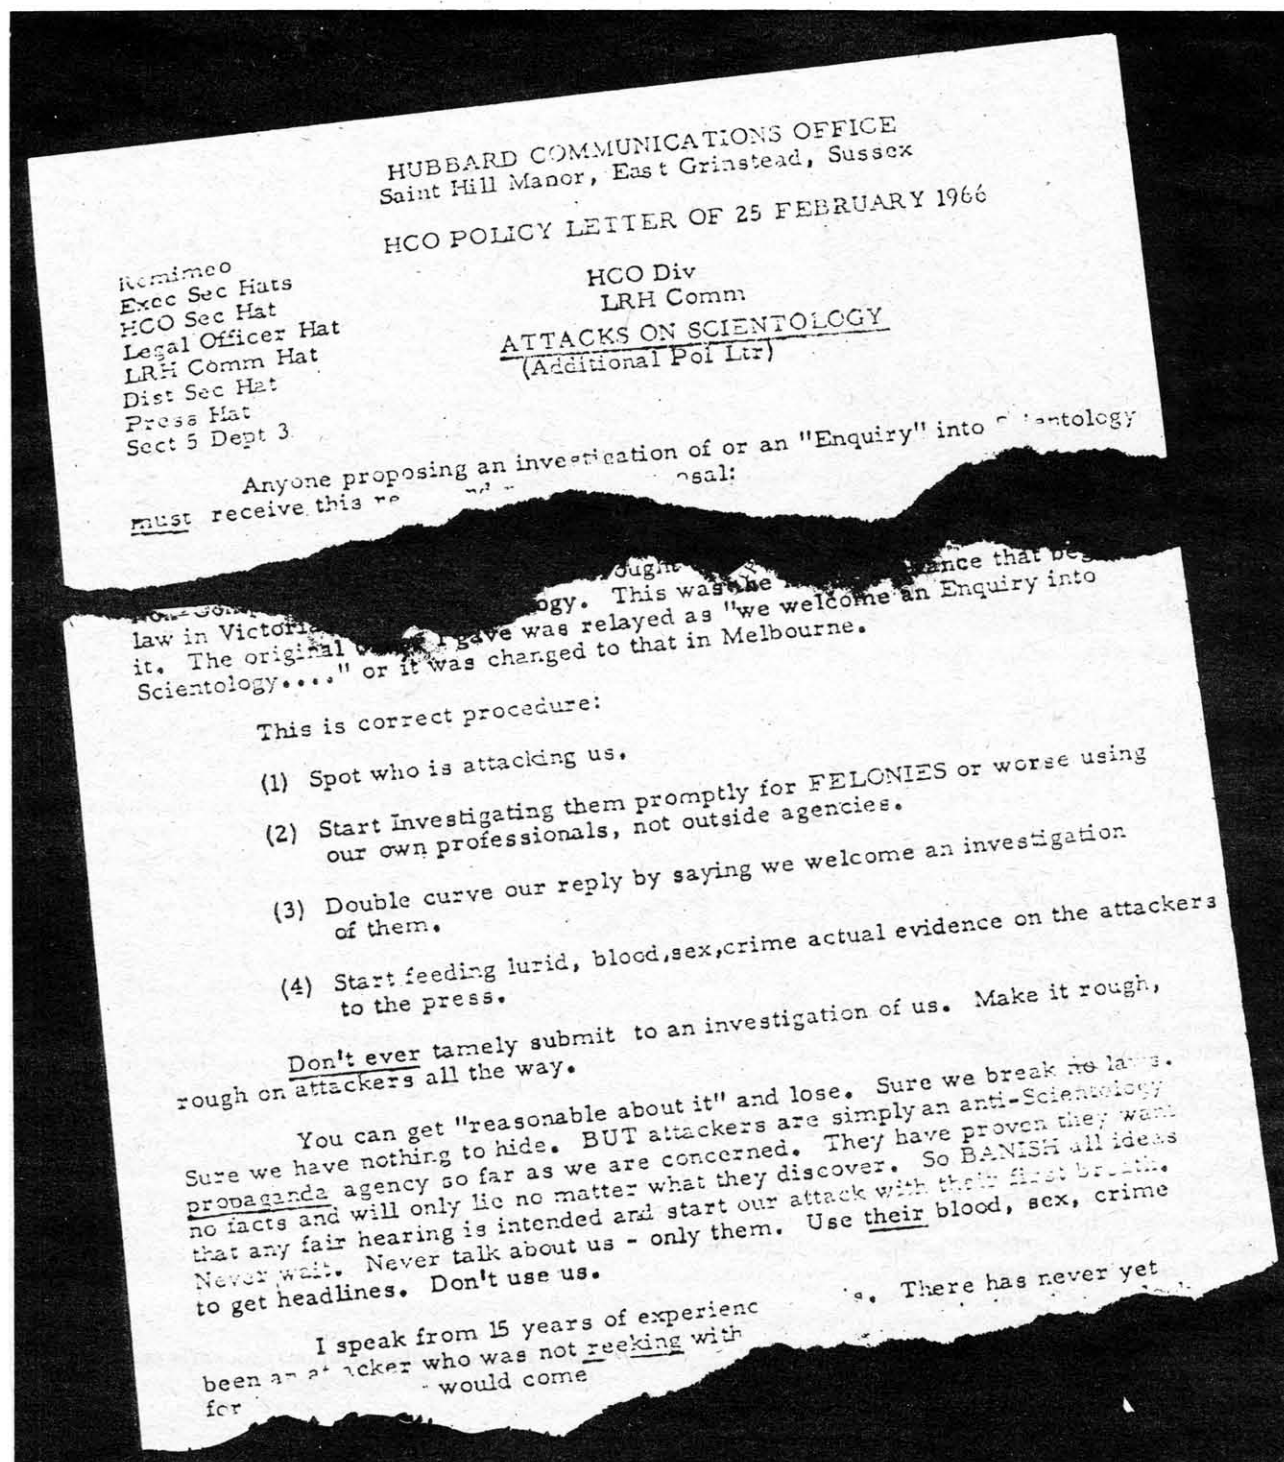 HUBBARD COMMUNICATIONS OFFICE
Saint Hill Manor, East Grinstead, Sussex
HCO POLICY LETTER OF 25 FEBRUARY 1966
Remimeo
Exec Sec Hats
HCO Sec Hat
Legal Officer Hat
LRH Comm Hat
Dist Sec Hat
Press Hat
Sect 5 Dept 3
HCO Div
LRH Comm
ATTACKS ON SCIENTOLOGY
(Additional Pol Ltr)
Anyone proposing an investigation of or an "Enquiry" into Scientology
must receive this
ought
ogy. This was the ance that
law in I gave was relayed as "we welcome an Enquiry into
it. The original
Scientology...." or it was changed to that in Melbourne.
This is correct procedure:
(1) Spot who is attacking us.
(2) Start Investigating them promptly for FELONIES or worse using
our own professionals, not outside agencies.
(3) Double curve our reply by saying we welcome an investigation
of them.
(4) Start feeding lurid, blood,sex,crime actual evidence on the attackers
to the press.
Don't ever tamely submit to an investigation of us. Make it rough,
rough on attackers all the way.
You can get "reasonable about it" and lose. Sure we break no laws.
Sure we have nothing to hide. BUT attackers are simply an anti-Scientology
propaganda agency so far as we are concerned. They have proven they want
no facts and will only lie no matter what they discover. So BANISH all ideas
that any fair hearing is intended and start our attack with their first breath.
Never wait. Never talk about us - only them. Use their blood, sex, crime
to get headlines. Don't use us.
I speak from 15 years of There has never yet
been who was not reeking with
for would come